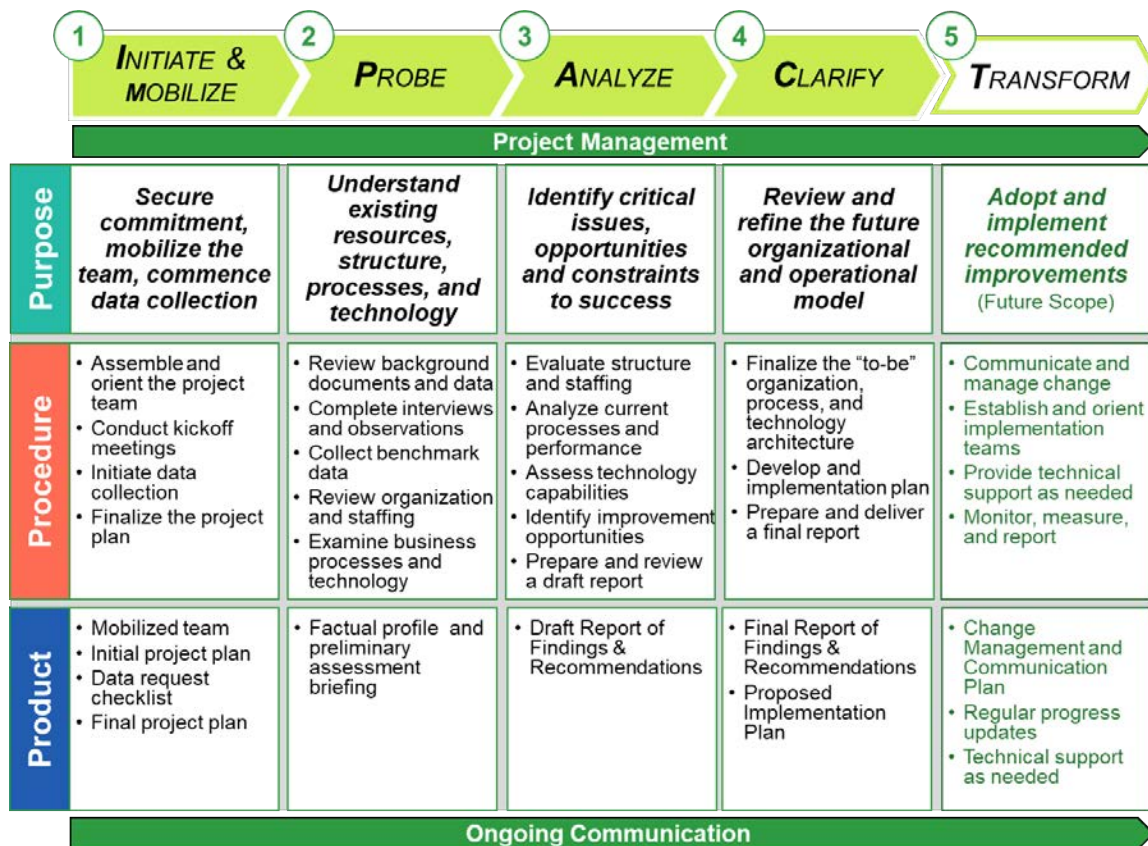 1
INITIATE &
MOBILIZE
2
PROBE
3
ANALYZE
4
CLARIFY
5
TRANSFORM
Project Management
Purpose
Secure
commitment,
mobilize the
team, commence
data collection
Understand
existing
resources,
structure,
processes, and
technology
Identify critical
issues,
opportunities
and constraints
to success
Review and
refine the future
organizational
and operational
model
Adopt and
implement
recommended
improvements
(Future Scope)
Procedure
• Assemble and
orient the project
team
• Conduct kickoff
meetings
• Initiate data
collection
• Finalize the project
plan
• Review background
documents and data
• Complete interviews
and observations
• Collect benchmark
data
• Review organization
and staffing
• Examine business
processes and
technology
• Evaluate structure
and staffing
• Analyze current
processes and
performance
• Assess technology
capabilities
• Identify improvement
opportunities
• Prepare and review
a draft report
• Finalize the “to-be”
organization,
process, and
technology
architecture
• Develop and
implementation plan
• Prepare and deliver
a final report
• Communicate and
manage change
• Establish and orient
implementation
teams
• Provide technical
support as needed
• Monitor, measure,
and report
Product
• Mobilized team
• Initial project plan
• Data request
checklist
• Final project plan
• Factual profile and
preliminary
assessment
briefing
• Draft Report of
Findings &
Recommendations
• Final Report of
Findings &
Recommendations
• Proposed
Implementation
Plan
• Change
Management and
Communication
Plan
• Regular progress
updates
• Technical support
as needed
Ongoing Communication